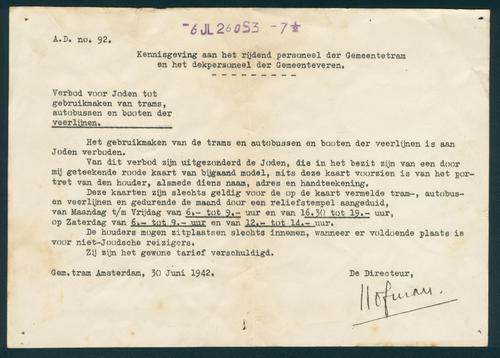 -6 JL 26053 -7½
A.D. no. 92.
Kennisgeving aan het rijdend personeel der Gemeentetram
en het dekpersoneel der Gemeenteveren.
- - - - - - - - -
Verbod voor Joden tot
gebruikmaken van trams,
autobussen en booten der
veerlijnen.
Het gebruikmaken van de trams en autobussen en booten der veerlijnen is aan
Joden verboden.
Van dit verbod zijn uitgezonderd de Joden, die in het bezit zijn van een door
mij geteekende roode kaart van bijgaand model, mits deze kaart voorzien is van het por-
tret van den houder, alsmede diens naam, adres en handteekening.
Deze kaarten zijn slechts geldig voor de op de kaart vermelde tram-, autobus-
en veerlijnen en gedurende de maand door een reliefstempel aangeduid,
van Maandag t/m Vrijdag van 6.- tot 9.- uur en van 16.30 tot 19.- uur,
op Zaterdag van 6.- tot 9.- uur en van 12.- tot 14.- uur.
De houders mogen zitplaatsen slechts innemen, wanneer er voldoende plaats is
voor niet-Joodsche reizigers.
Zij zijn het gewone tarief verschuldigd.
Gem.tram Amsterdam, 30 Juni 1942. De Directeur,
Hofman.